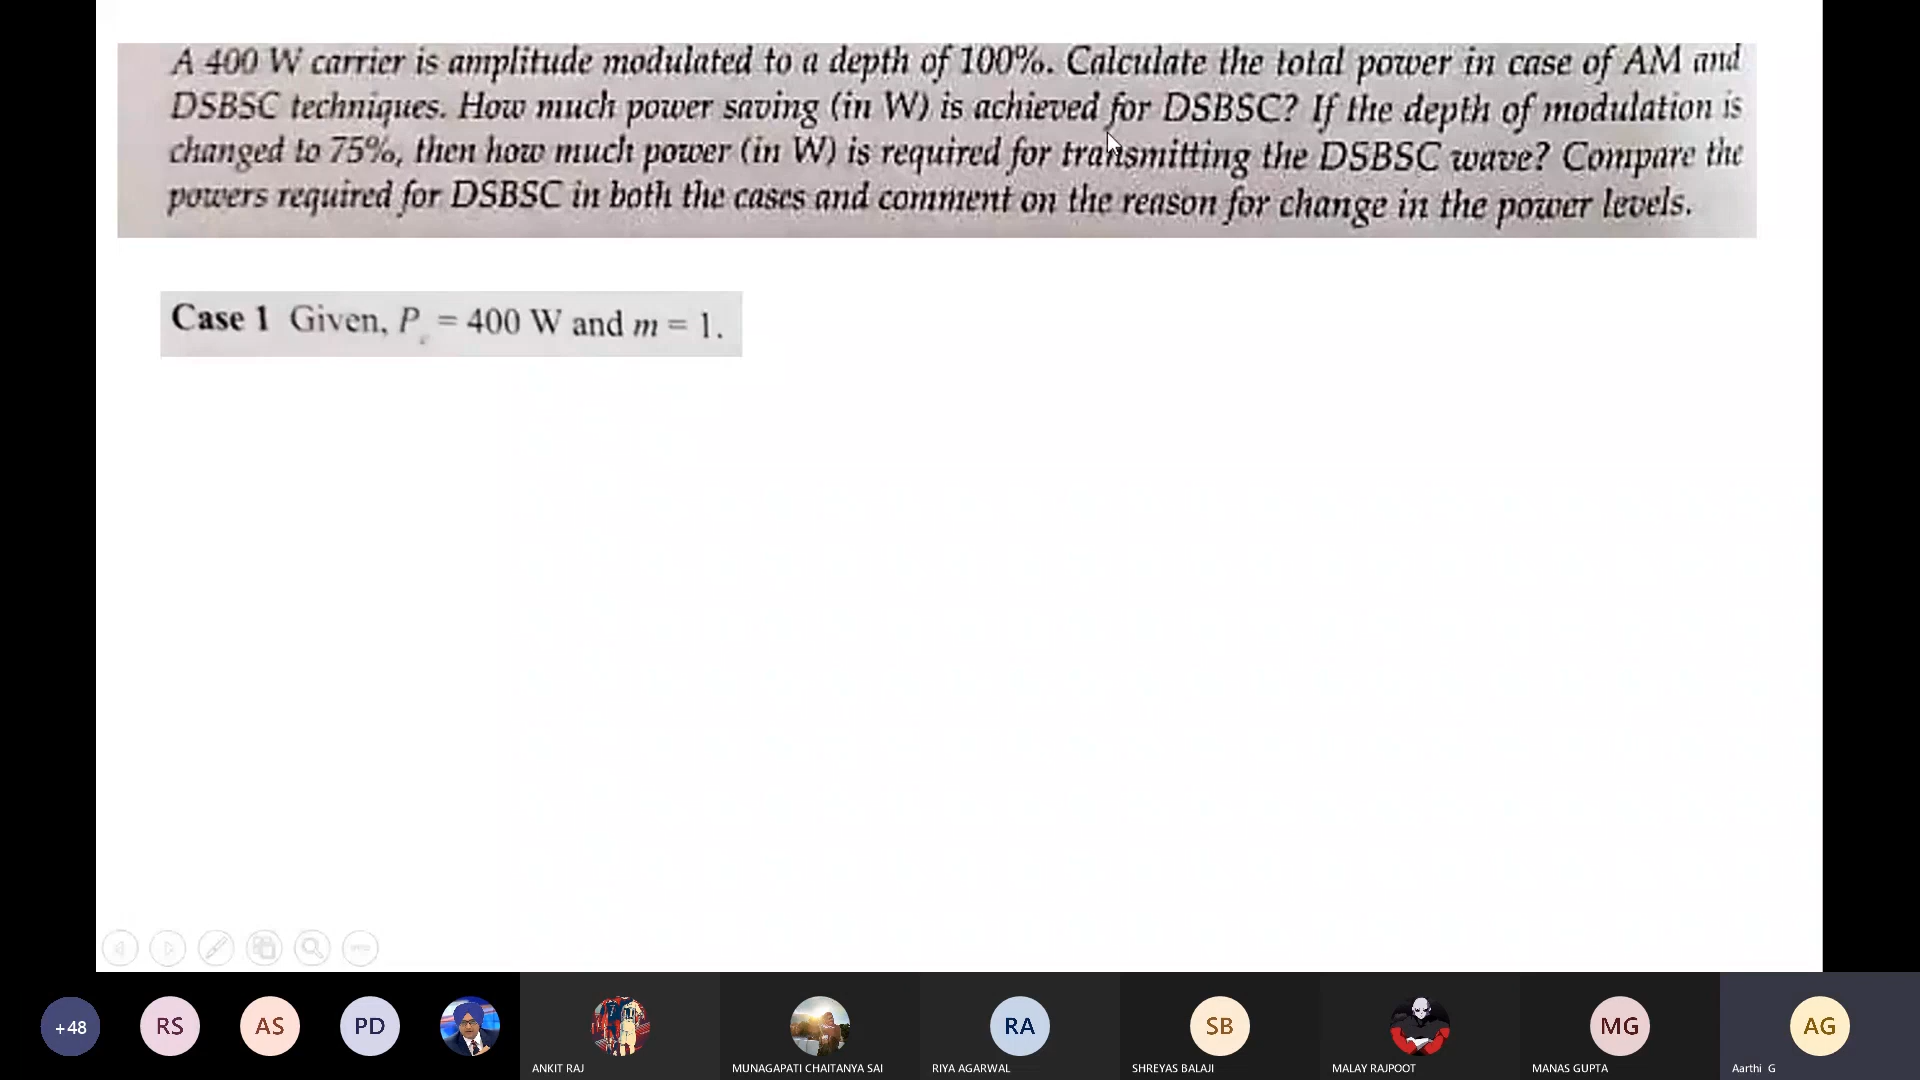 A 400 W carrier is amplitude modulated to a depth of 100%. Calculate the total power in case of AM and
DSBSC techniques. How much power saving (in W) is achieved for DSBSC? If the depth of modulation is
changed to 75%, then how much power (in W) is required for transmitting the DSBSC wave? Compare the
powers required for DSBSC in both the cases and comment on the reason for change in the power levels.
Case 1 Given, Pc = 400 W and m = 1.
+48
RS
AS
PD
RA
SB
MG
AG
ANKIT RAJ
MUNAGAPATI CHAITANYA SAI
RIYA AGARWAL
SHREYAS BALAJI
MALAY RAJPOOT
MANAS GUPTA
Aarthi G